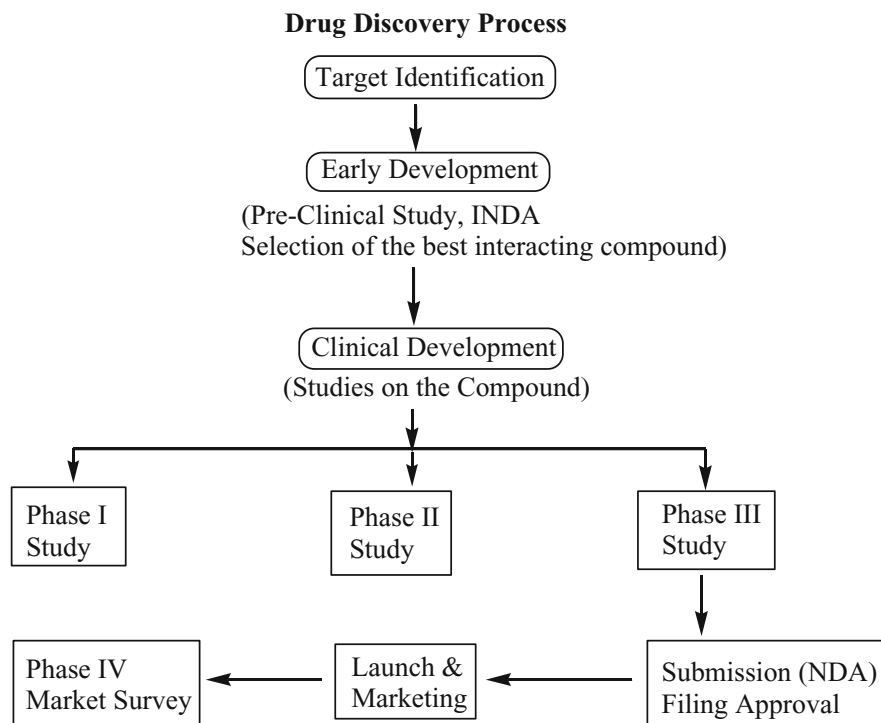 Drug Discovery Process
Target Identification
Early Development
(Pre-Clinical Study, INDA
Selection of the best interacting compound)
Clinical Development
(Studies on the Compound)
Phase I
Study
Phase II
Study
Phase III
Study
Submission (NDA)
Filing Approval
Launch &
Marketing
Phase IV
Market Survey